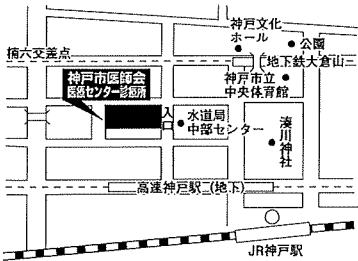 神戸文化
ホール
公園
楠六交差点
(地下鉄大倉山)
神戸市医師会
医療センター診療所
神戸市立
中央体育館
入
口
水道局
中部センター
湊川神社
高速神戸駅 (地下)
JR神戸駅